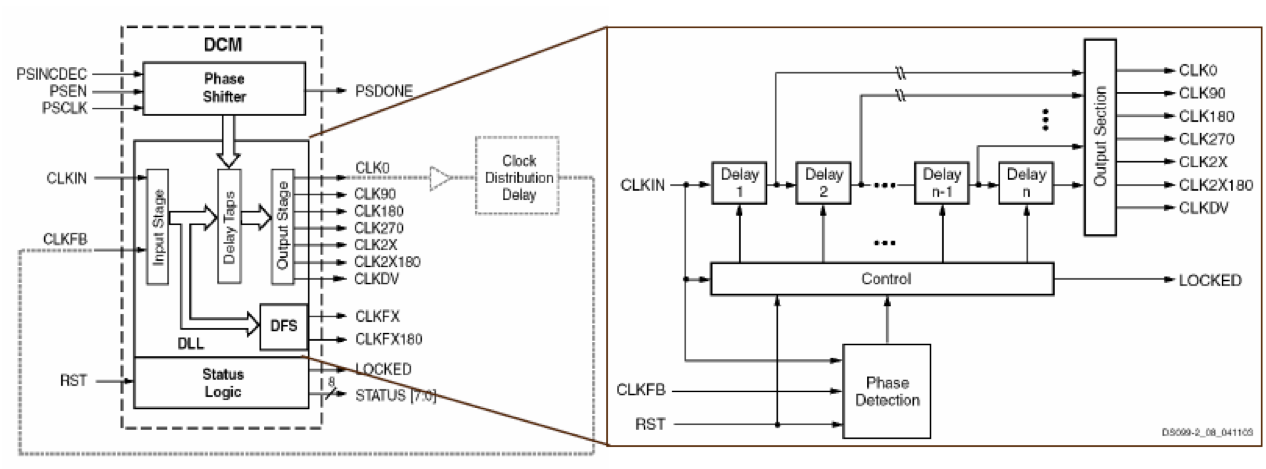 DCM
PSINCDEC
PSEN
PSCLK
Phase
Shifter
PSDONE
CLKIN
CLKFB
Input Stage
Delay Taps
Output Stage
CLK0
CLK90
CLK180
CLK270
CLK2X
CLK2X180
CLKDV
Clock
Distribution
Delay
DFS
CLKFX
CLKFX180
DLL
RST
Status
Logic
LOCKED
8
STATUS [7:0]
CLKIN
Delay
1
Delay
2
Delay
n-1
Delay
n
Output Section
CLK0
CLK90
CLK180
CLK270
CLK2X
CLK2X180
CLKDV
Control
LOCKED
CLKFB
RST
Phase
Detection
DS099-2_08_041103